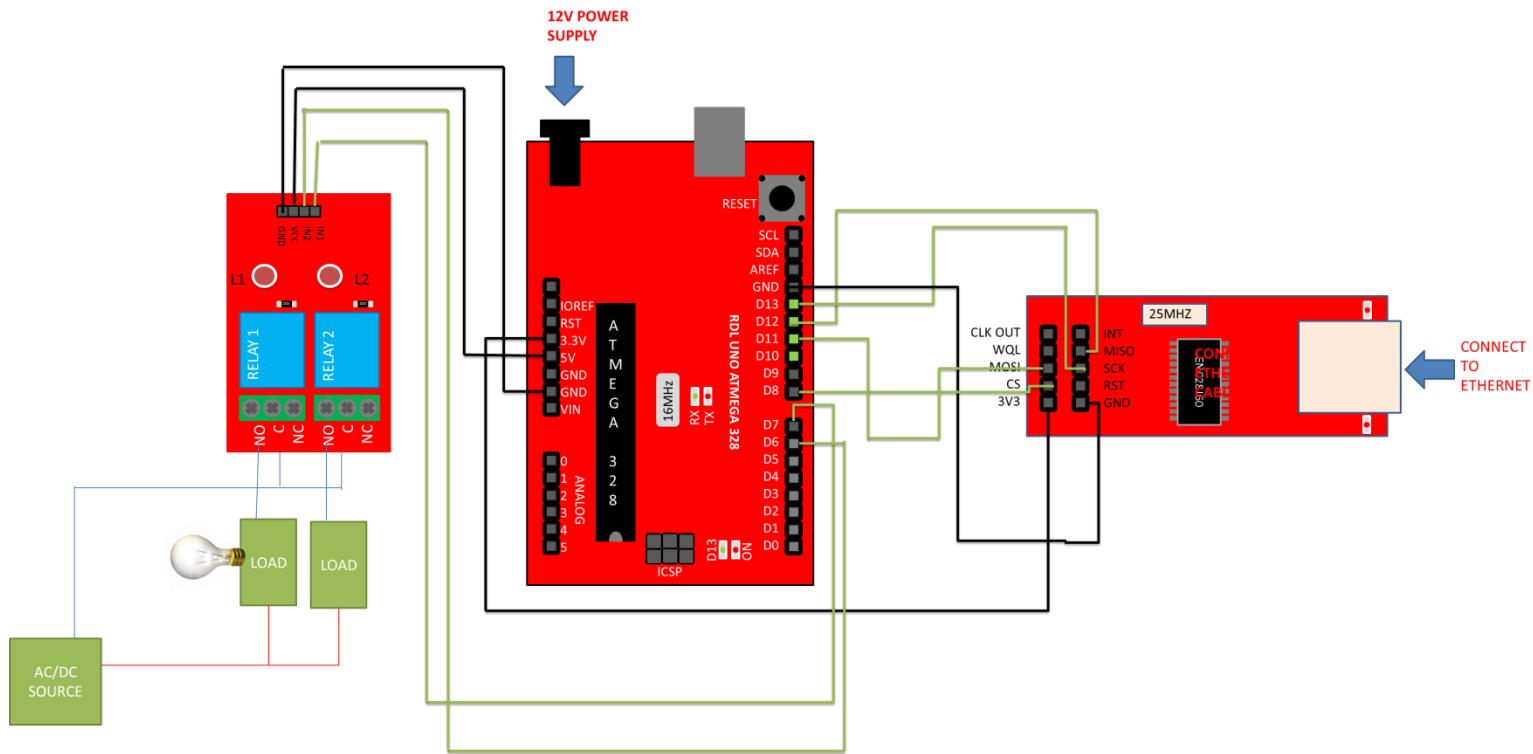 12V POWER
SUPPLY
GND
VCC
IN2
IN1
L1
L2
RELAY 1
RELAY 2
NO
C
NC
NO
C
NC
LOAD
LOAD
AC/DC
SOURCE
RESET
SCL
SDA
AREF
GND
D13
D12
D11
D10
D9
D8
D7
D6
D5
D4
D3
D2
D1
D0
IOREF
RST
3.3V
5V
GND
GND
VIN
0
1
2
3
4
5
ANALOG
ATMEGA 328
16MHz
RX
TX
RDL UNO ATMEGA 328
ICSP
D13
ON
25MHZ
CLK OUT
WQL
MOSI
CS
3V3
INT
MISO
SCK
RST
GND
CONNECT
TO
ETHERNET